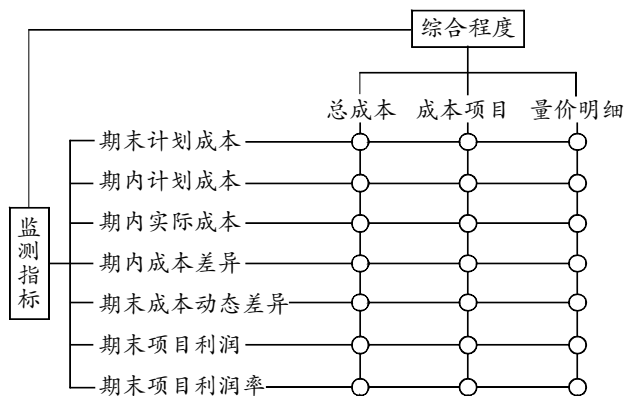 综合程度
总成本 成本项目 量价明细
期末计划成本
期内计划成本
期内实际成本
监测指标
期内成本差异
期末成本动态差异
期末项目利润
期末项目利润率